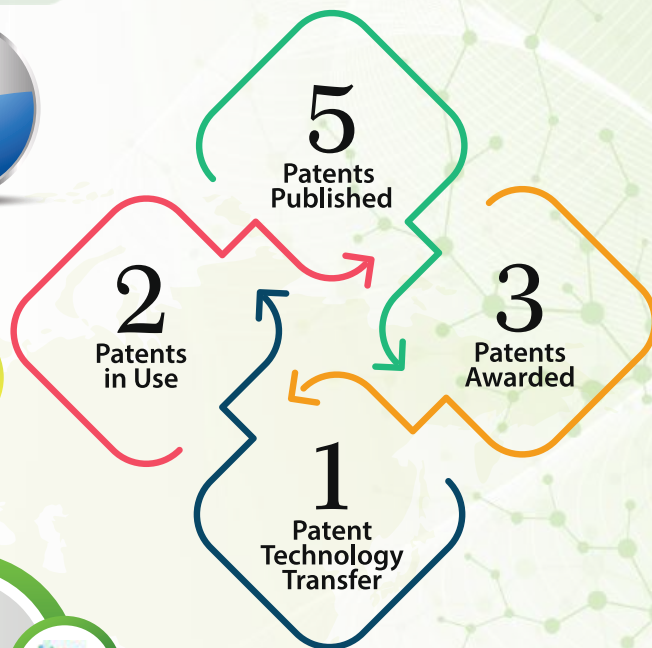 5
Patents
Published
2
Patents
in Use
3
Patents
Awarded
1
Patent
Technology
Transfer